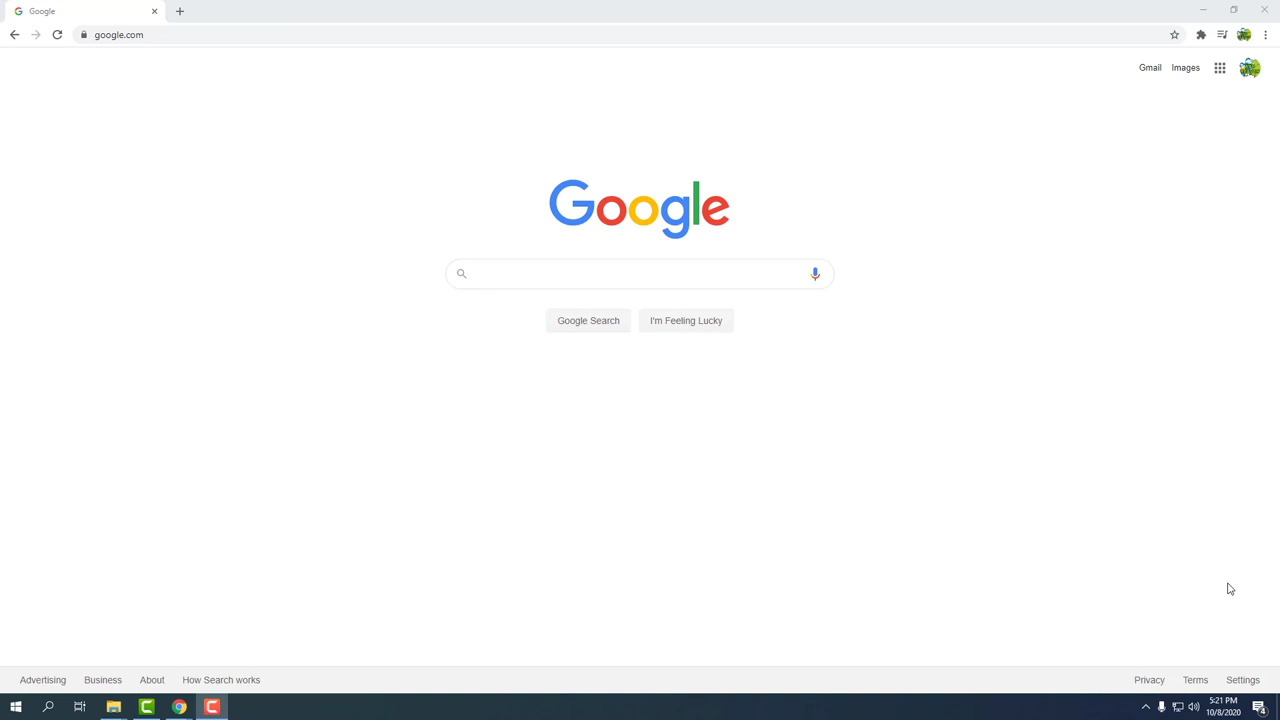 Google
google.com
Gmail Images
Google
Google Search I'm Feeling Lucky
Advertising Business About How Search works Privacy Terms Settings
5:21 PM
10/8/2020
4